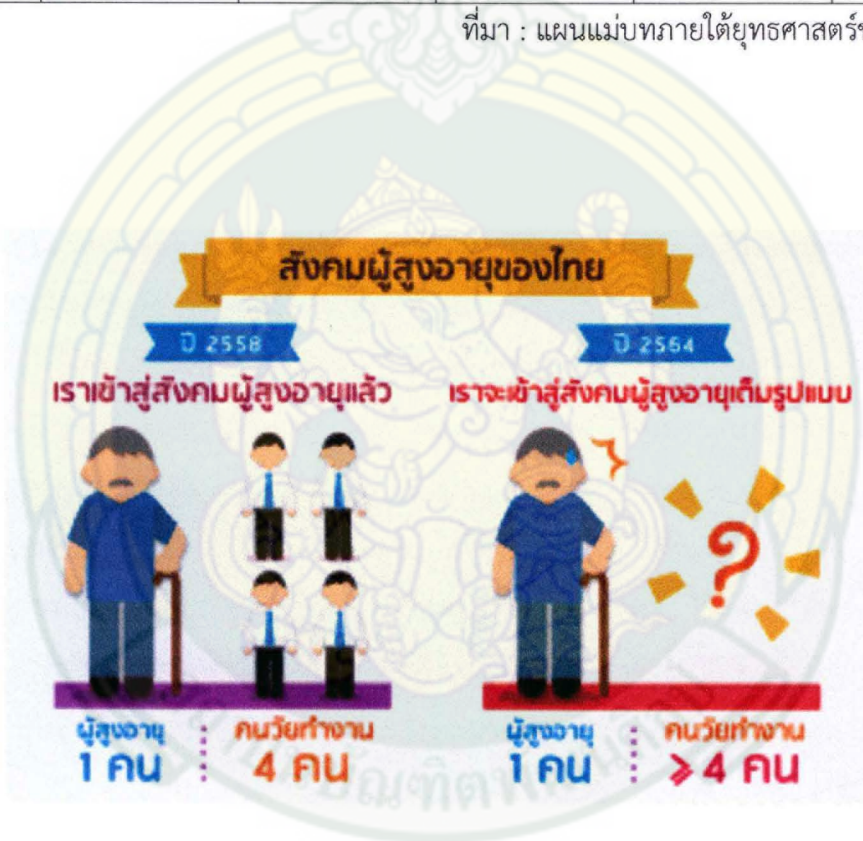 ที่มา : แผนแม่บทภายใต้ยุทธศาสตร์
สังคมผู้สูงอายุของไทย
ปี 2558
ปี 2564
เราเข้าสู่สังคมผู้สูงอายุแล้ว
เราจะเข้าสู่สังคมผู้สูงอายุเต็มรูปแบบ
?
ผู้สูงอายุ
1 คน
คนวัยทำงาน
4 คน
ผู้สูงอายุ
1 คน
คนวัยทำงาน
⩾ 4 คน